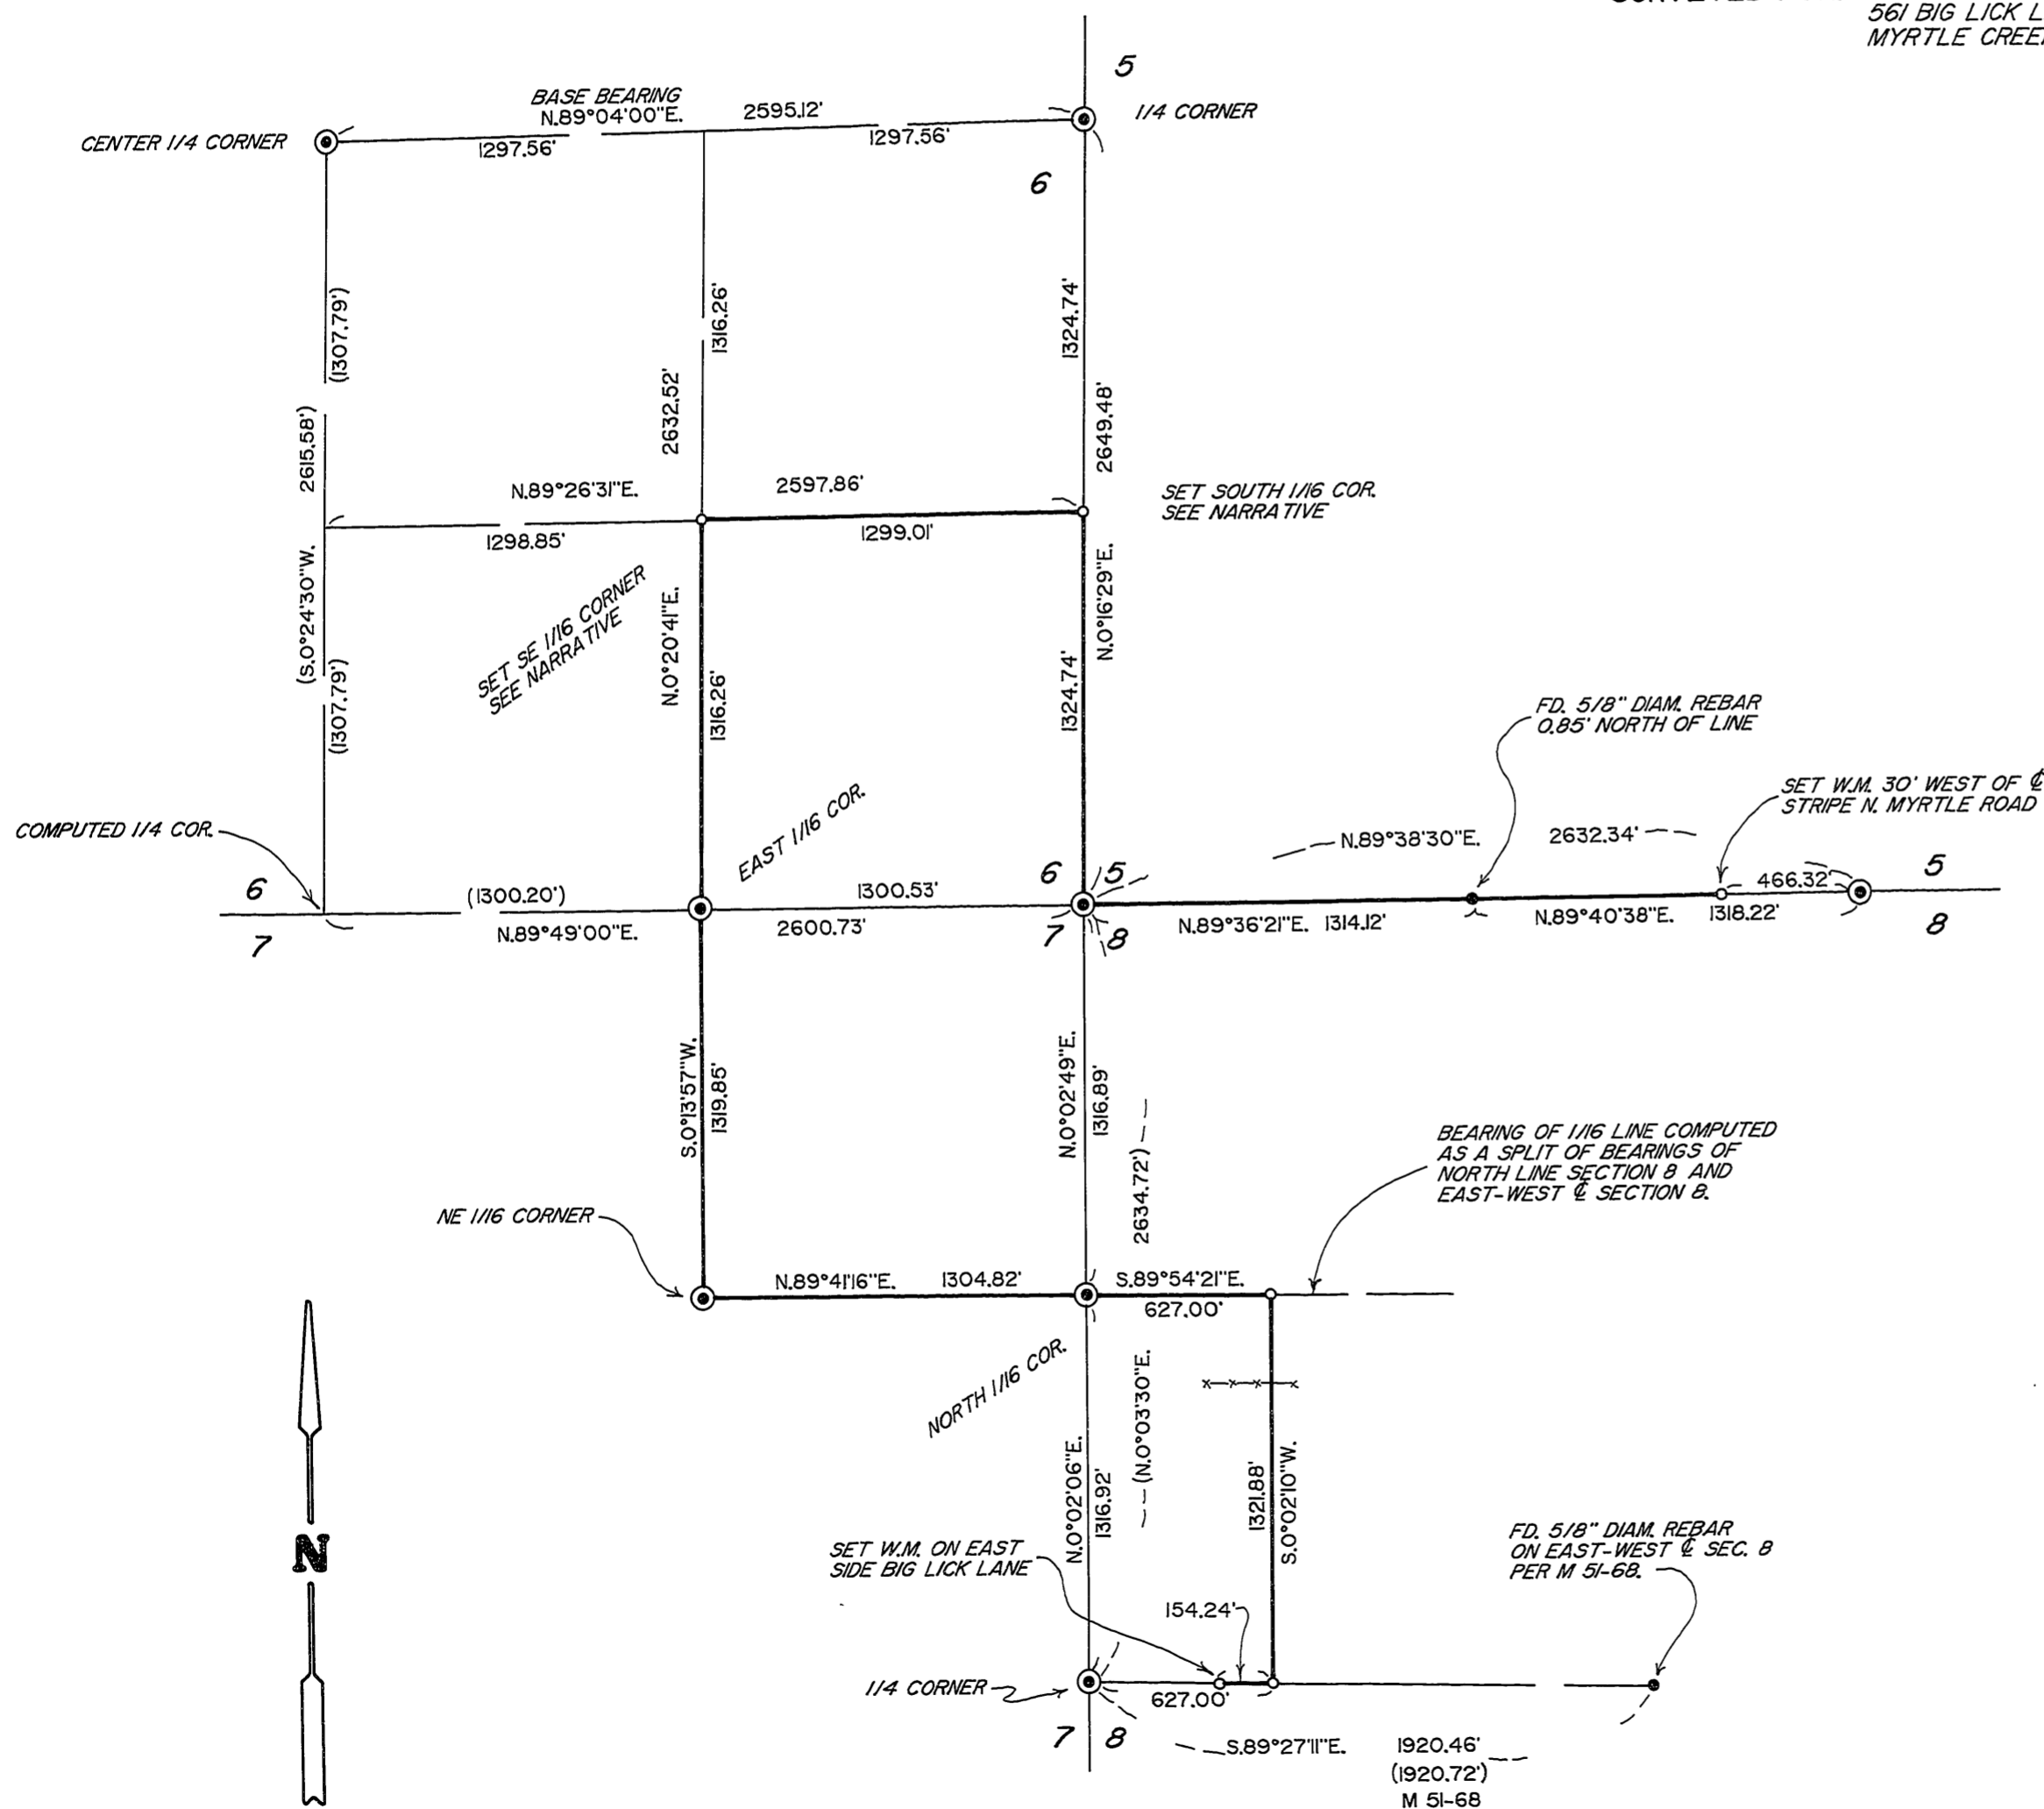 561 BIG LICK L
MYRTLE CREE
5
BASE BEARING
N.89°04'00"E.
2595.12'
1/4 CORNER
CENTER 1/4 CORNER
1297.56'
1297.56'
6
(1307.79')
1316.26'
1324.74'
2615.58')
2632.52'
2649.48'
N.89°26'31"E.
2597.86'
SET SOUTH 1/16 COR.
SEE NARRATIVE
1298.85'
1299.01'
(S.0°24'30"W.
SET SE 1/16 CORNER
SEE NARRATIVE
N.0°20'41"E.
N.0°16'29"E.
(1307.79')
1316.26'
1324.74'
FD. 5/8" DIAM. REBAR
0.85' NORTH OF LINE
SET W.M. 30' WEST OF ℄
STRIPE N. MYRTLE ROAD
COMPUTED 1/4 COR.
EAST 1/16 COR.
N.89°38'30"E.
2632.34'
6
(1300.20')
1300.53'
6
5
466.32'
5
7
N.89°49'00"E.
2600.73'
7
8
N.89°36'21"E. 1314.12'
N.89°40'38"E.
1318.22'
8
S.0°13'57"W.
1319.85'
N.0°02'49"E.
1316.89'
2634.72')
BEARING OF 1/16 LINE COMPUTED
AS A SPLIT OF BEARINGS OF
NORTH LINE SECTION 8 AND
EAST-WEST ℄ SECTION 8.
NE 1/16 CORNER
N.89°41'16"E.
1304.82'
S.89°54'21"E.
627.00'
NORTH 1/16 COR.
(N.0°03'30"E.
N.0°02'06"E.
1316.92'
1321.88'
S.0°02'10"W.
N
SET W.M. ON EAST
SIDE BIG LICK LANE
FD. 5/8" DIAM. REBAR
ON EAST-WEST ℄ SEC. 8
PER M 51-68.
154.24'
1/4 CORNER
627.00'
7
8
S.89°27'11"E.
1920.46'
(1920.72')
M 51-68